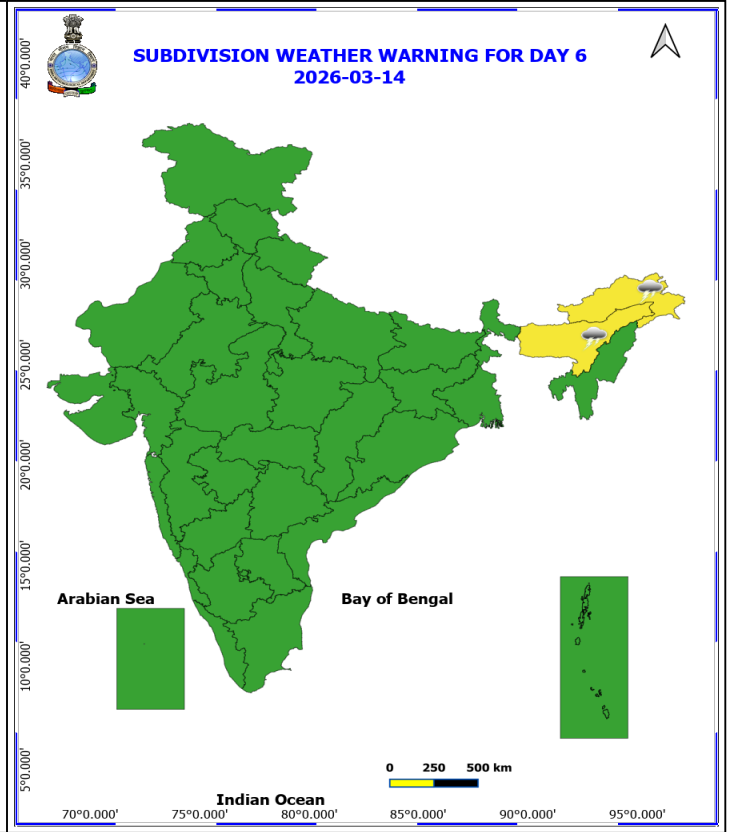 SUBDIVISION WEATHER WARNING FOR DAY 6
2026-03-14
40°0.000'
35°0.000'
30°0.000'
25°0.000'
20°0.000'
15°0.000'
10°0.000'
5°0.000'
Arabian Sea
Bay of Bengal
0 250 500 km
Indian Ocean
70°0.000' 75°0.000' 80°0.000' 85°0.000' 90°0.000' 95°0.000'